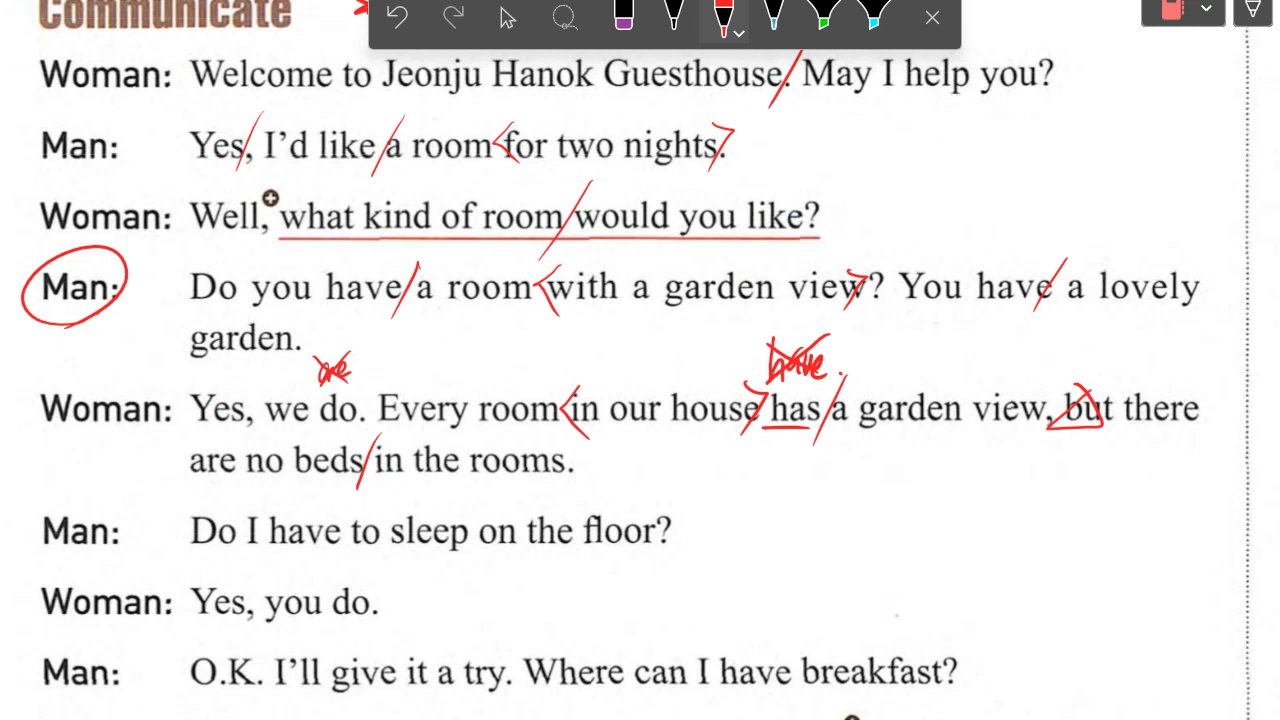 Communicate
Woman: Welcome to Jeonju Hanok Guesthouse. May I help you?
Man: Yes, I'd like a room for two nights.
Woman: Well, what kind of room would you like?
Man: Do you have a room with a garden view? You have a lovely
garden.
are have.
Woman: Yes, we do. Every room in our house has a garden view, but there
are no beds in the rooms.
Man: Do I have to sleep on the floor?
Woman: Yes, you do.
Man: O.K. I'll give it a try. Where can I have breakfast?